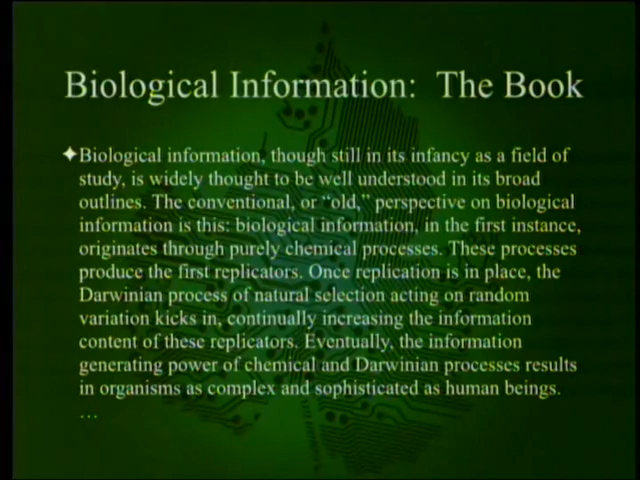 Biological Information: The Book
✦Biological information, though still in its infancy as a field of
study, is widely thought to be well understood in its broad
outlines. The conventional, or “old,” perspective on biological
information is this: biological information, in the first instance,
originates through purely chemical processes. These processes
produce the first replicators. Once replication is in place, the
Darwinian process of natural selection acting on random
variation kicks in, continually increasing the information
content of these replicators. Eventually, the information
generating power of chemical and Darwinian processes results
in organisms as complex and sophisticated as human beings.
…